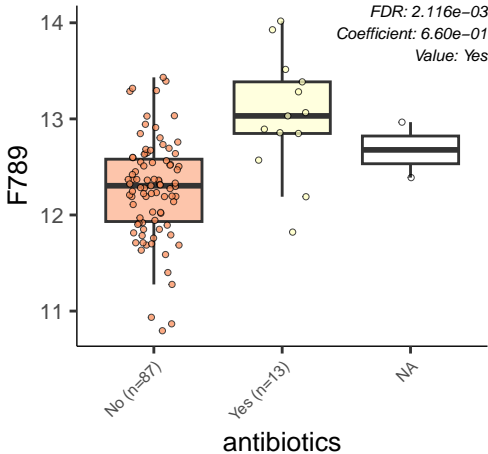 FDR: 2.116e−03
Coefficient: 6.60e−01
Value: Yes
14
13
12
11
F789
No (n=87)
Yes (n=13)
NA
antibiotics